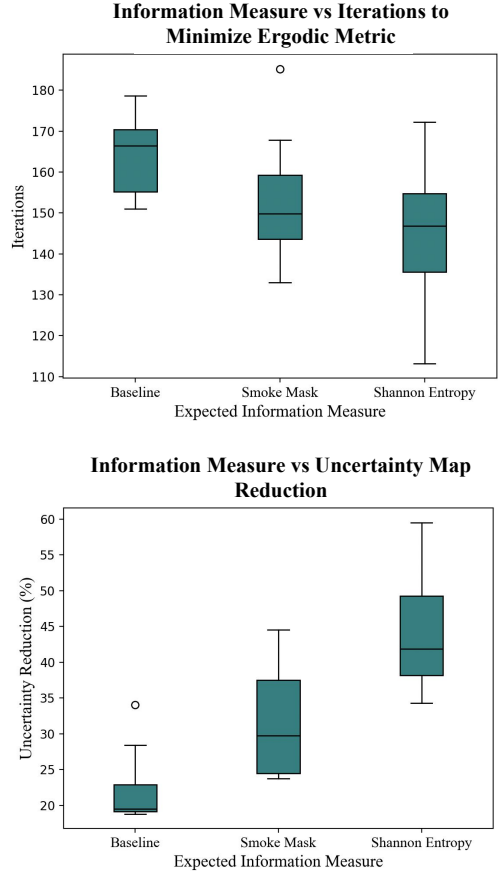 Information Measure vs Iterations to
Minimize Ergodic Metric
180
170
160
150
140
130
120
110
Iterations
Baseline
Smoke Mask
Shannon Entropy
Expected Information Measure
Information Measure vs Uncertainty Map
Reduction
60
55
50
45
40
35
30
25
20
Uncertainty Reduction (%)
Baseline
Smoke Mask
Shannon Entropy
Expected Information Measure